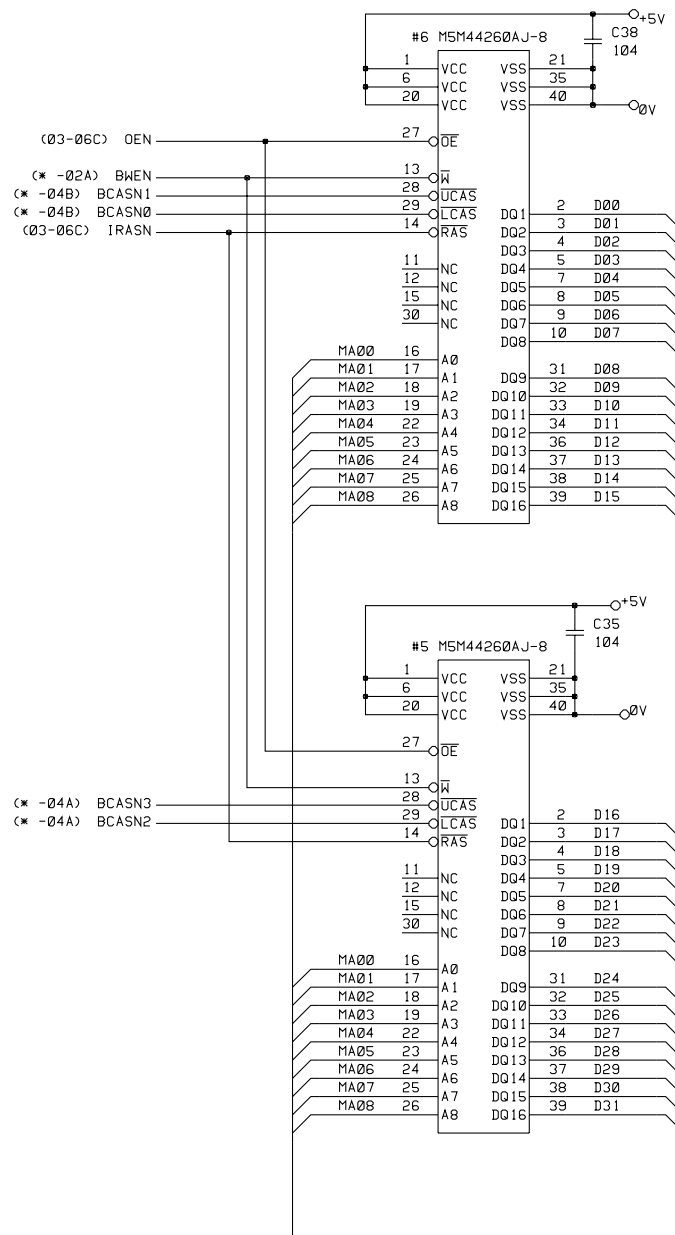 +5V
C38
104
#6 M5M44260AJ-8
1 VCC VSS 21
6 VCC VSS 35
20 VCC VSS 40
0V
(03-06C) OEN 27 OE
(* -02A) BWEN 13 W
(* -04B) BCASN1 28 UCAS
(* -04B) BCASN0 29 LCAS DQ1 2 D00
(03-06C) IRASN 14 RAS DQ2 3 D01
DQ3 4 D02
11 NC DQ4 5 D03
12 NC DQ5 7 D04
15 NC DQ6 8 D05
30 NC DQ7 9 D06
DQ8 10 D07
MA00 16 A0
MA01 17 A1 DQ9 31 D08
MA02 18 A2 DQ10 32 D09
MA03 19 A3 DQ11 33 D10
MA04 22 A4 DQ12 34 D11
MA05 23 A5 DQ13 36 D12
MA06 24 A6 DQ14 37 D13
MA07 25 A7 DQ15 38 D14
MA08 26 A8 DQ16 39 D15
+5V
C35
104
#5 M5M44260AJ-8
1 VCC VSS 21
6 VCC VSS 35
20 VCC VSS 40
0V
27 OE
13 W
(* -04A) BCASN3 28 UCAS
(* -04A) BCASN2 29 LCAS DQ1 2 D16
14 RAS DQ2 3 D17
DQ3 4 D18
11 NC DQ4 5 D19
12 NC DQ5 7 D20
15 NC DQ6 8 D21
30 NC DQ7 9 D22
DQ8 10 D23
MA00 16 A0
MA01 17 A1 DQ9 31 D24
MA02 18 A2 DQ10 32 D25
MA03 19 A3 DQ11 33 D26
MA04 22 A4 DQ12 34 D27
MA05 23 A5 DQ13 36 D28
MA06 24 A6 DQ14 37 D29
MA07 25 A7 DQ15 38 D30
MA08 26 A8 DQ16 39 D31